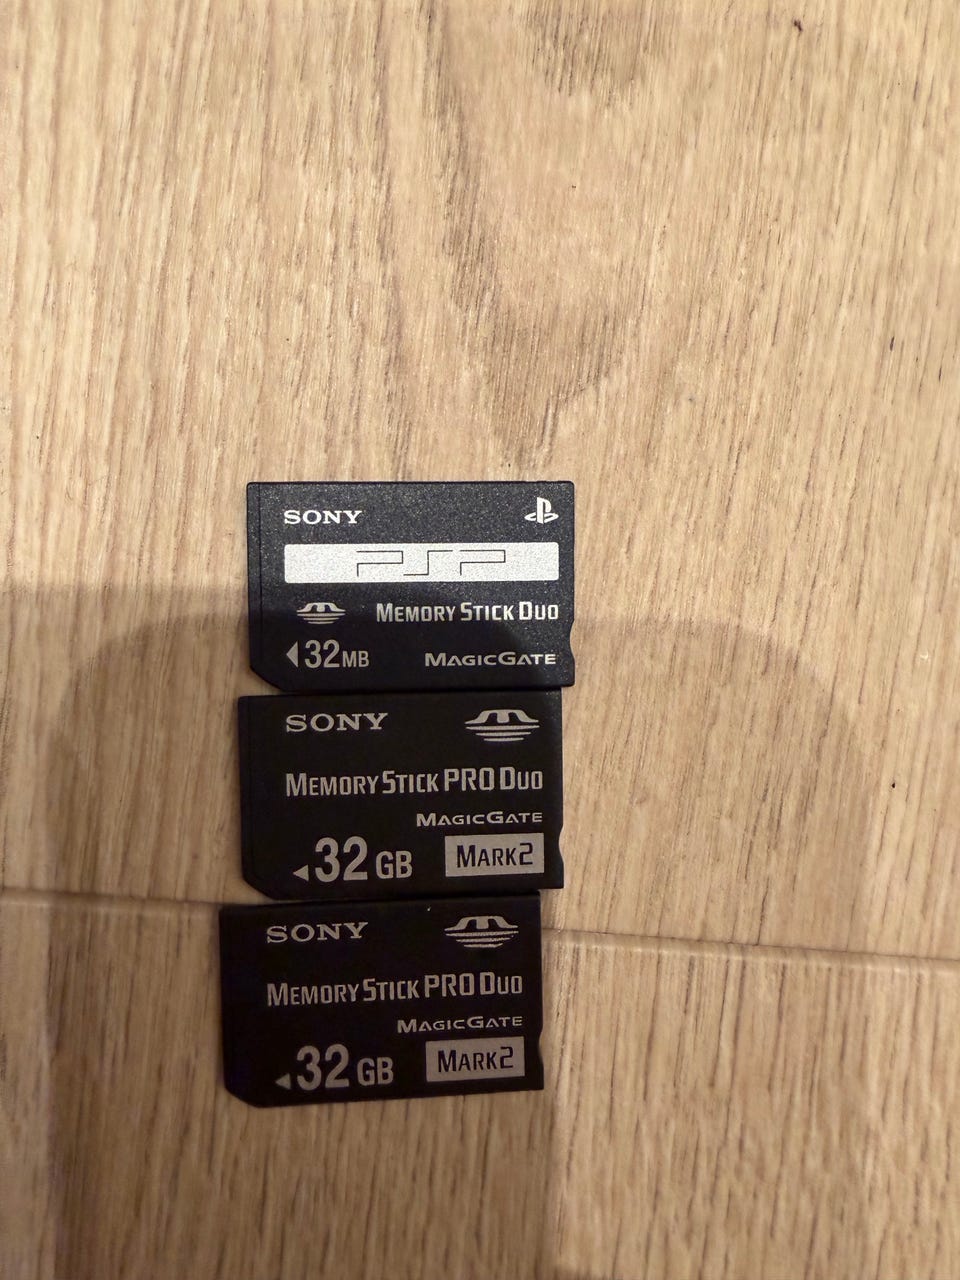 SONY
PSP
MEMORY STICK DUO
32MB MAGICGATE
SONY
MEMORY STICK PRO DUO
MAGICGATE
32 GB MARK2
SONY
MEMORY STICK PRO DUO
MAGICGATE
32 GB MARK2